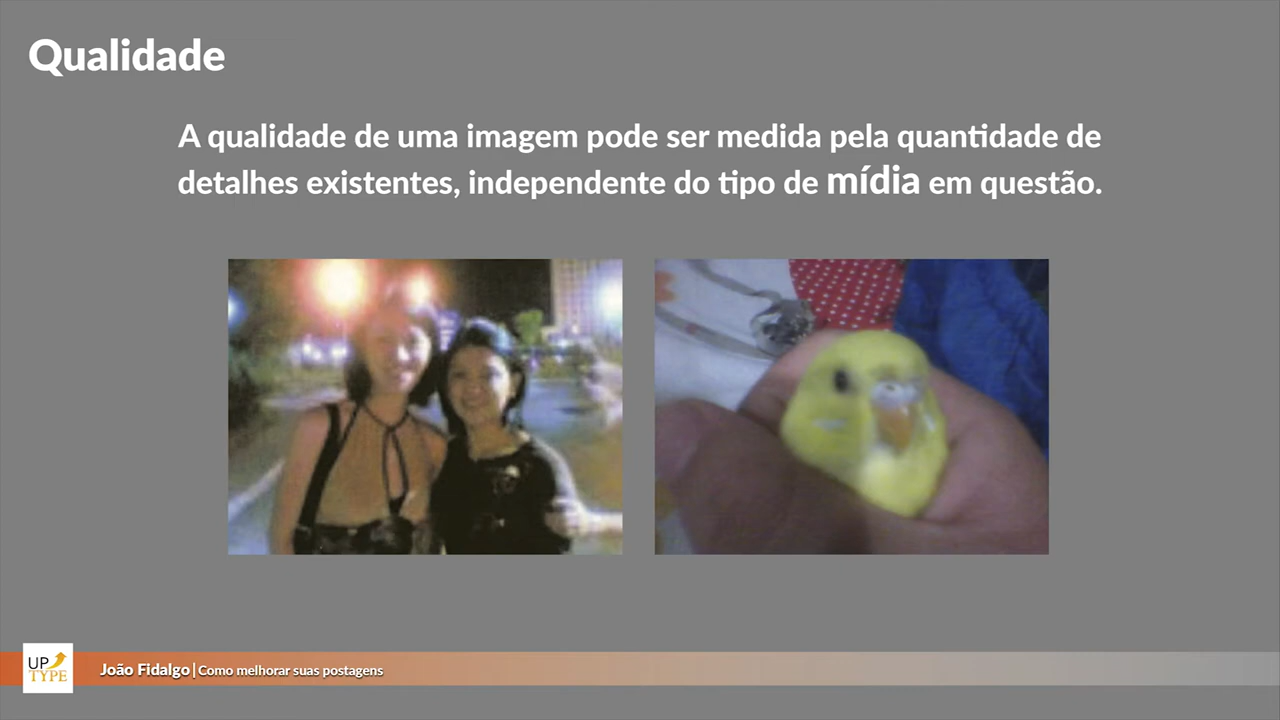 Qualidade
A qualidade de uma imagem pode ser medida pela quantidade de
detalhes existentes, independente do tipo de mídia em questão.
UP
TYPE
João Fidalgo|Como melhorar suas postagens